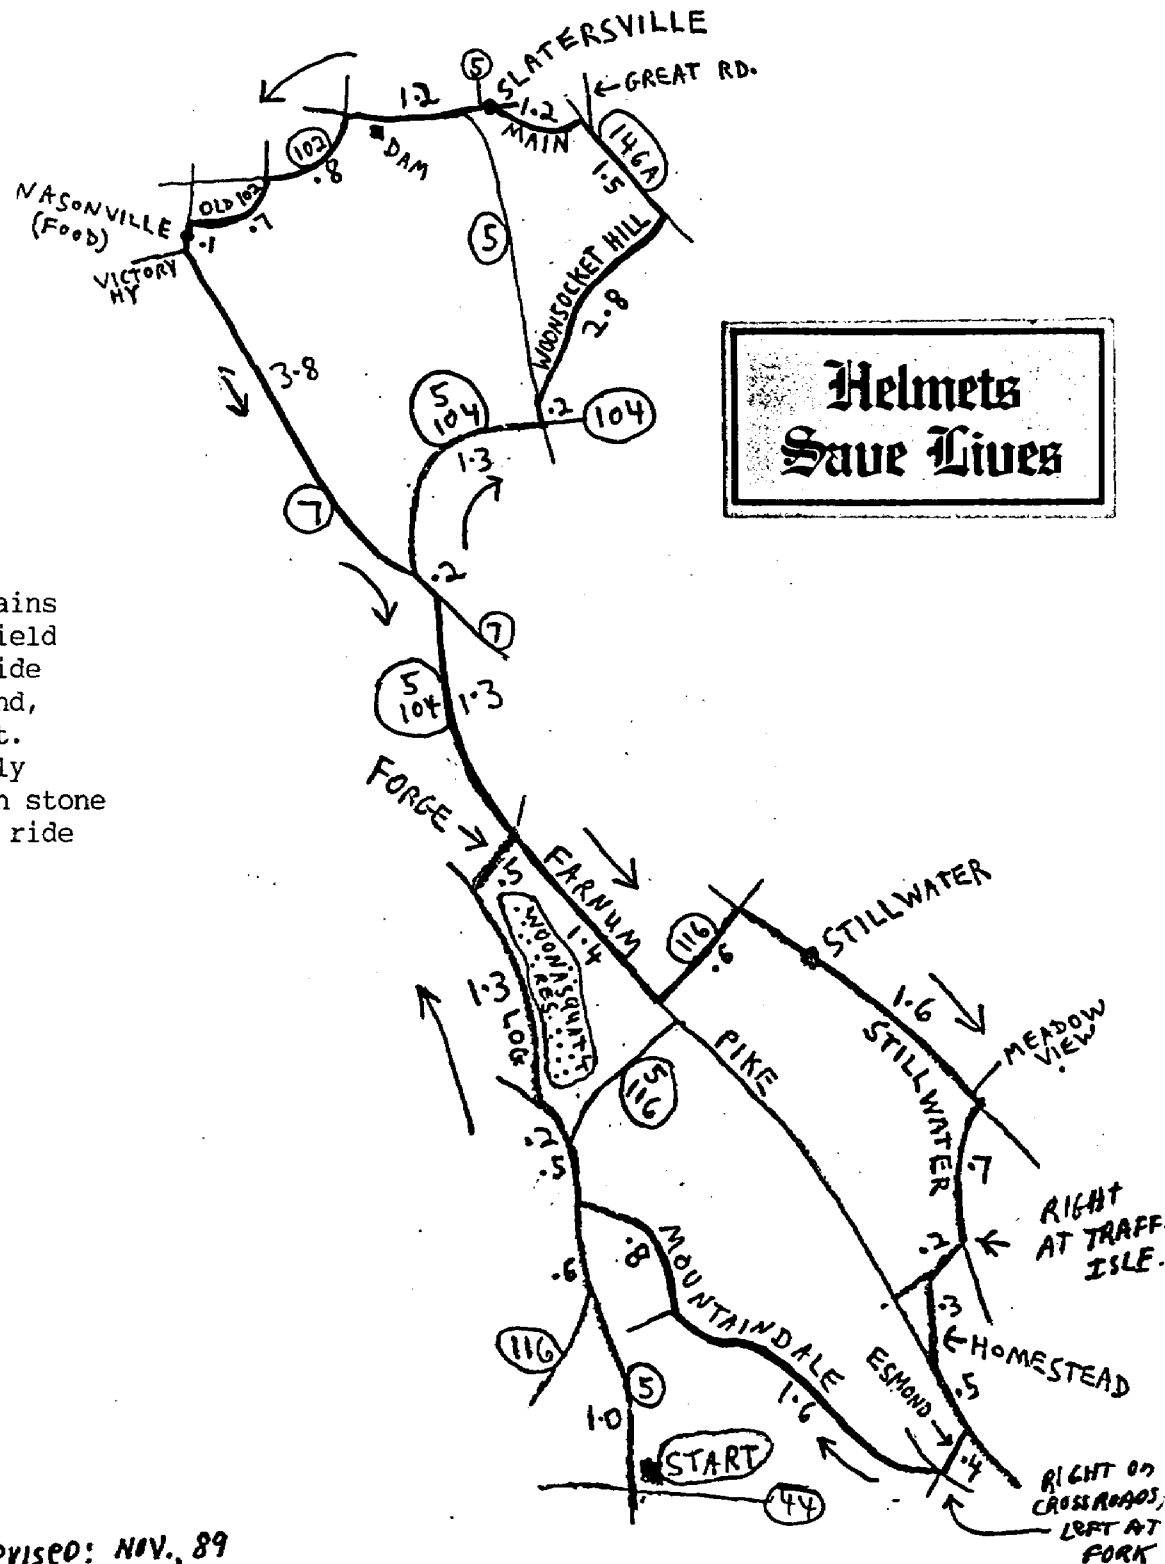 SLATERSVILLE
5
← GREAT RD.
1.2
1.2
MAIN
146A
DAM
102
.8
1.5
NASONVILLE
(FOOD)
OLD 102
.7
.1
VICTORY
HY
5
WOONSOCKET HILL
2.8
3.8
Helmets
Save Lives
5
104
.2
104
1.3
7
.2
7
ains
ield
ide
nd,
t.
ly
n stone
ride
5
104
1.3
FORGE →
.5
FARNUM
1.4
116
.6
STILLWATER
WOONASQUATT
RES.
1.3
LOG
PIKE
1.6
STILLWATER
MEADOW
VIEW
5
116
.2
.5
.7
RIGHT
AT TRAFF.
ISLE.
.8
MOUNTAINDALE
.2
.6
.3
← HOMESTEAD
116
ESMOND →
.5
5
1.6
1.0
START
.4
44
RIGHT ON
CROSSROADS,
LEFT AT
FORK
VISED: NOV., 89